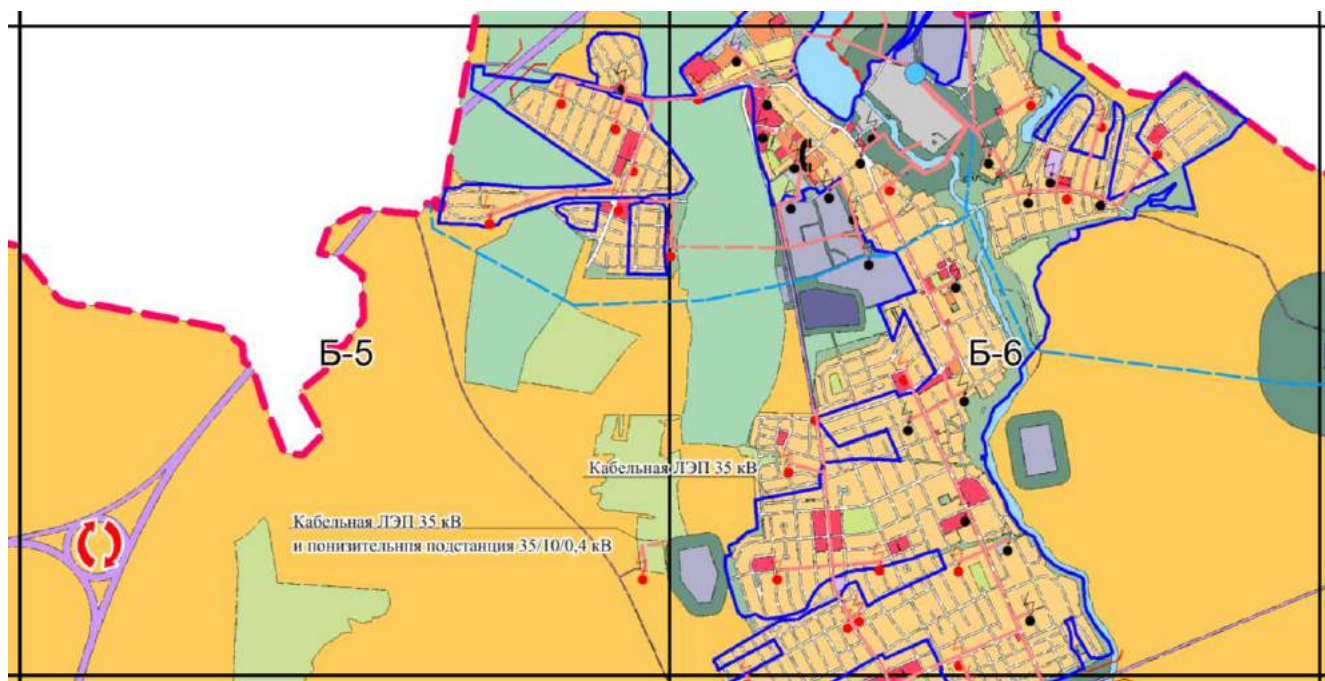 Б-5
Б-6
Кабельная ЛЭП 35 кВ
Кабельная ЛЭП 35 кВ
и понизительнпя подстанция 35/10/0,4 кВ